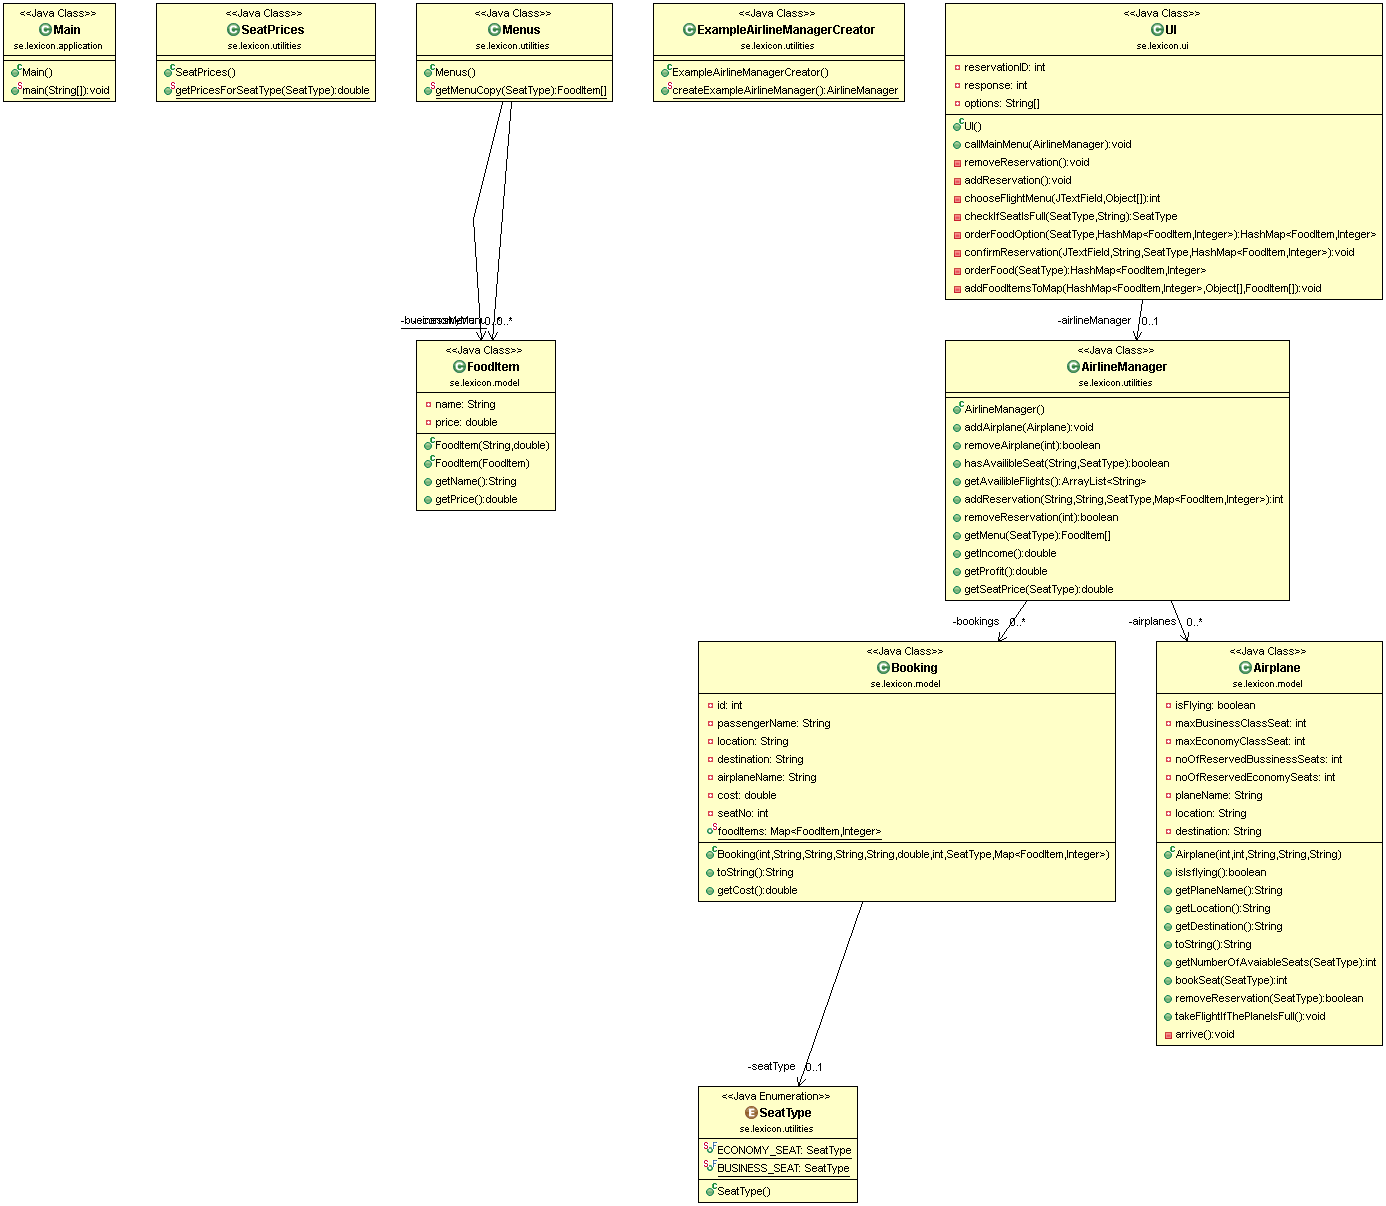 <<Java Class>>
Main
se.lexicon.application
Main()
main(String[]):void
<<Java Class>>
SeatPrices
se.lexicon.utilities
SeatPrices()
getPricesForSeatType(SeatType):double
<<Java Class>>
Menus
se.lexicon.utilities
Menus()
getMenuCopy(SeatType):FoodItem[]
<<Java Class>>
ExampleAirlineManagerCreator
se.lexicon.utilities
ExampleAirlineManagerCreator()
createExampleAirlineManager():AirlineManager
<<Java Class>>
UI
se.lexicon.ui
reservationID: int
response: int
options: String[]
UI()
callMainMenu(AirlineManager):void
removeReservation():void
addReservation():void
chooseFlightMenu(JTextField,Object[]):int
checkIfSeatIsFull(SeatType,String):SeatType
orderFoodOption(SeatType,HashMap<FoodItem,Integer>):HashMap<FoodItem,Integer>
confirmReservation(JTextField,String,SeatType,HashMap<FoodItem,Integer>):void
orderFood(SeatType):HashMap<FoodItem,Integer>
addFoodItemsToMap(HashMap<FoodItem,Integer>,Object[],FoodItem[]):void
0..*
-airlineManager 0..1
<<Java Class>>
FoodItem
se.lexicon.model
name: String
price: double
FoodItem(String,double)
FoodItem(FoodItem)
getName():String
getPrice():double
<<Java Class>>
AirlineManager
se.lexicon.utilities
AirlineManager()
addAirplane(Airplane):void
removeAirplane(int):boolean
hasAvailibleSeat(String,SeatType):boolean
getAvailibleFlights():ArrayList<String>
addReservation(String,String,SeatType,Map<FoodItem,Integer>):int
removeReservation(int):boolean
getMenu(SeatType):FoodItem[]
getIncome():double
getProfit():double
getSeatPrice(SeatType):double
-bookings 0..*
-airplanes 0..*
<<Java Class>>
Booking
se.lexicon.model
id: int
passengerName: String
location: String
destination: String
airplaneName: String
cost: double
seatNo: int
foodItems: Map<FoodItem,Integer>
Booking(int,String,String,String,String,double,int,SeatType,Map<FoodItem,Integer>)
toString():String
getCost():double
<<Java Class>>
Airplane
se.lexicon.model
isFlying: boolean
maxBusinessClassSeat: int
maxEconomyClassSeat: int
noOfReservedBussinessSeats: int
noOfReservedEconomySeats: int
planeName: String
location: String
destination: String
Airplane(int,int,String,String,String)
isIsflying():boolean
getPlaneName():String
getLocation():String
getDestination():String
toString():String
getNumberOfAvaiableSeats(SeatType):int
bookSeat(SeatType):int
removeReservation(SeatType):boolean
takeFlightIfThePlaneIsFull():void
arrive():void
-seatType 0..1
<<Java Enumeration>>
SeatType
se.lexicon.utilities
ECONOMY_SEAT: SeatType
BUSINESS_SEAT: SeatType
SeatType()